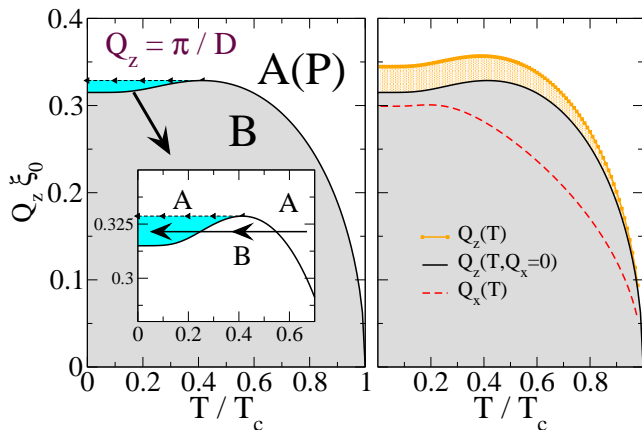 Q_z = π / D
A(P)
B
A
A
B
0.325
0.3
0 0.2 0.4 0.6
Q_z ξ_0
0.3
0.2
0.1
0
0 0.2 0.4 0.6 0.8 1
T / T_c
Q_z(T)
Q_z(T,Q_x=0)
Q_x(T)
0.2 0.4 0.6 0.8
T / T_c